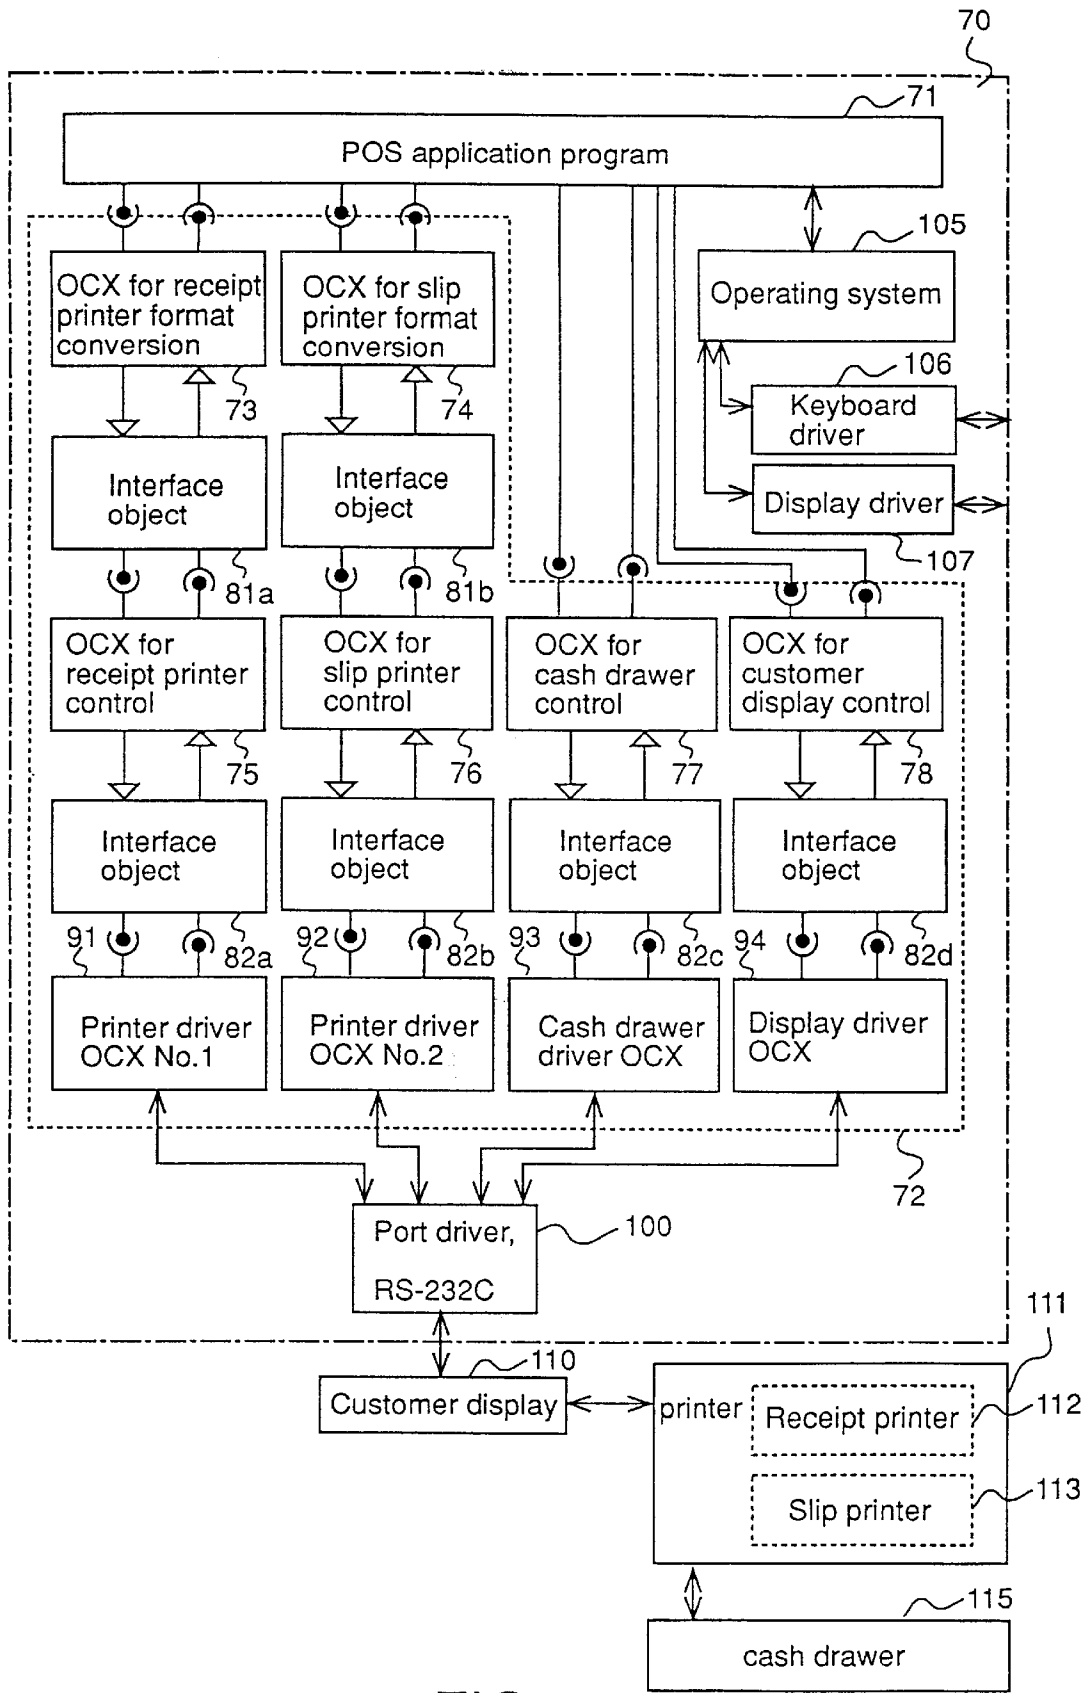 70
71
POS application program
105
Operating system
OCX for receipt
printer format
conversion
OCX for slip
printer format
conversion
73
74
106
Keyboard
driver
Display driver
107
Interface
object
Interface
object
81a
81b
OCX for
receipt printer
control
OCX for
slip printer
control
OCX for
cash drawer
control
OCX for
customer
display control
75
76
77
78
Interface
object
Interface
object
Interface
object
Interface
object
91
82a
92
82b
93
82c
94
82d
Printer driver
OCX No.1
Printer driver
OCX No.2
Cash drawer
driver OCX
Display driver
OCX
72
Port driver,
RS-232C
100
111
110
Customer display
printer
Receipt printer
112
Slip printer
113
115
cash drawer